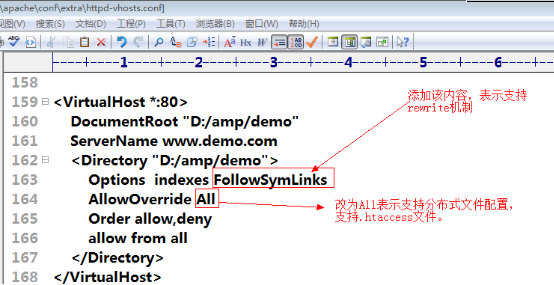 \apache\conf\extra\httpd-vhosts.conf]
视图(V) 搜索(S) 文档(D) 工程(P) 工具(T) 浏览器(B) 窗口(W) 帮助(H)
----+----1----+----2----+----3----+----4----+----5----+-
158
159 <VirtualHost *:80>
160 DocumentRoot "D:/amp/demo"
161 ServerName www.demo.com
162 <Directory "D:/amp/demo">
163 Options indexes FollowSymLinks
164 AllowOverride All
165 Order allow,deny
166 allow from all
167 </Directory>
168 </VirtualHost>
添加该内容，表示支持
rewrite机制
改为All表示支持分布式文件配置，
支持.htaccess文件。